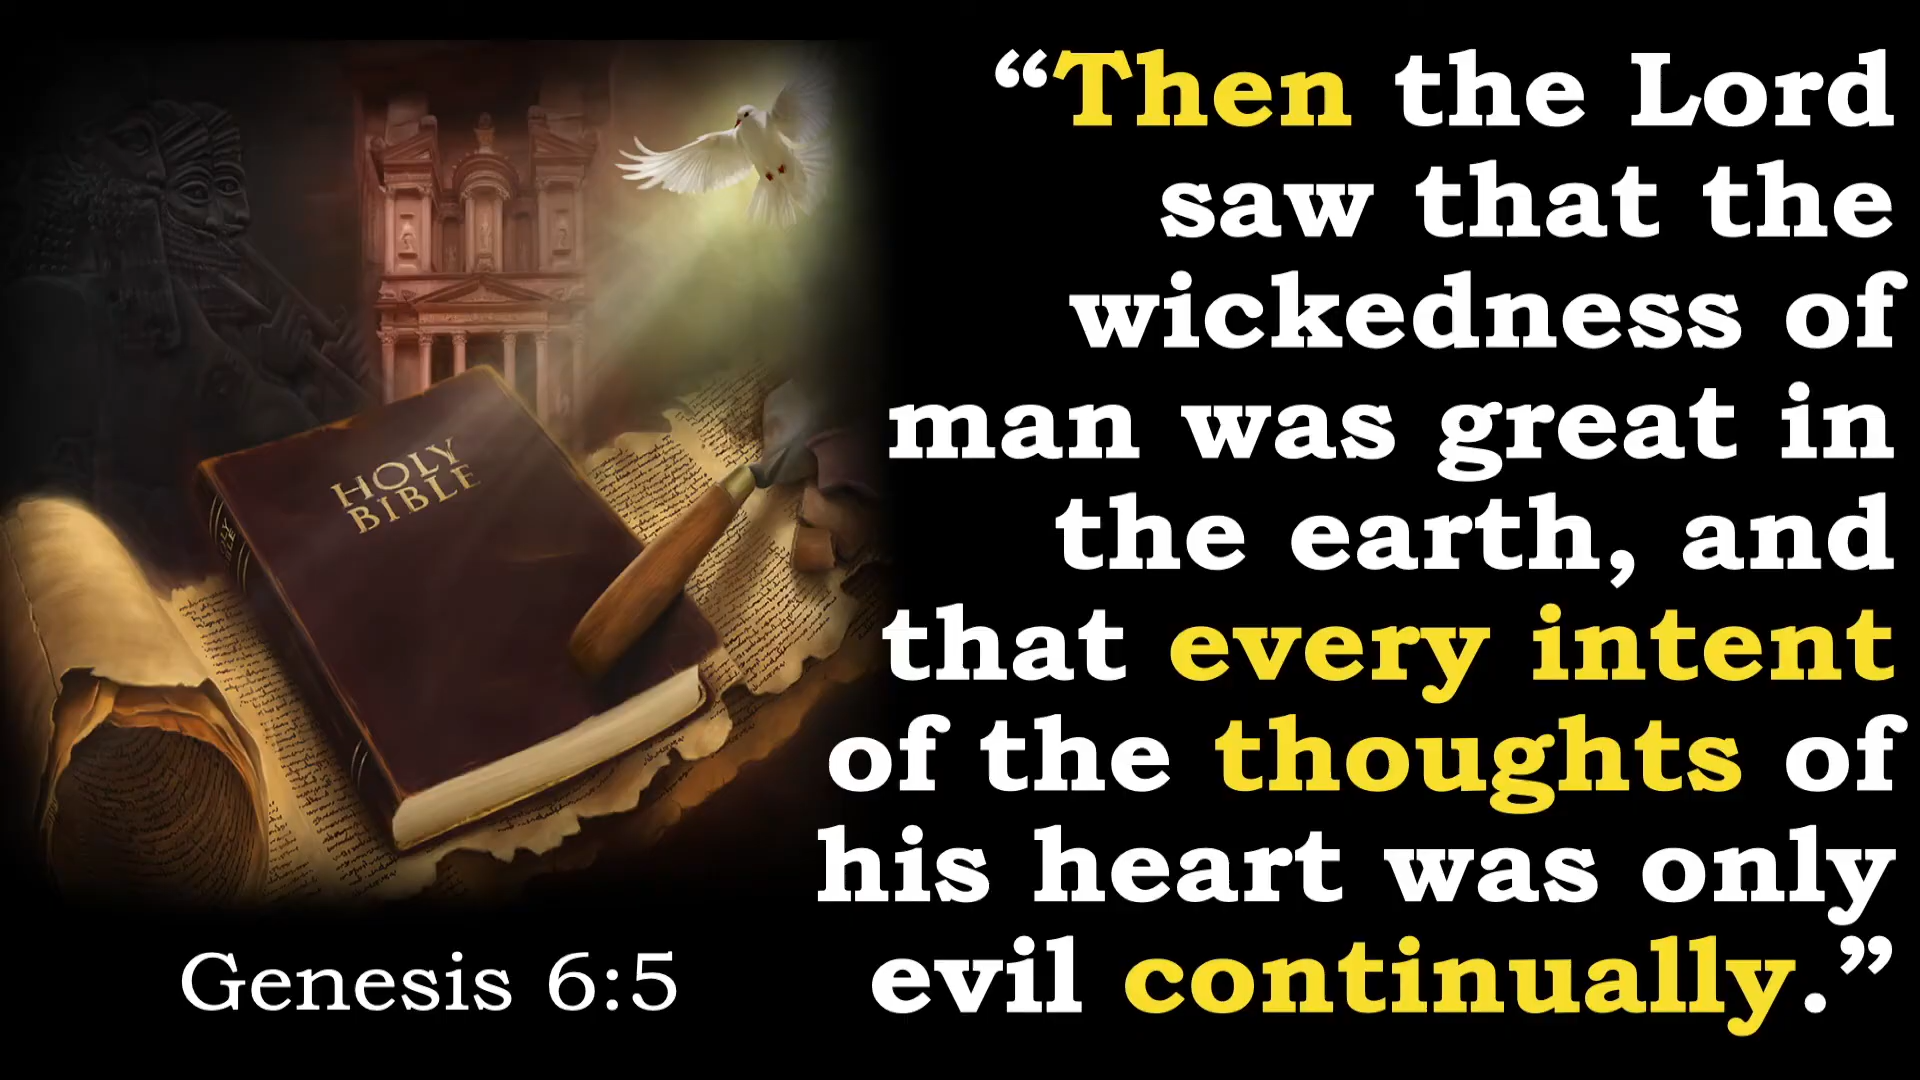 “Then the Lord
saw that the
wickedness of
man was great in
the earth, and
that every intent
of the thoughts of
his heart was only
evil continually.”
HOLY
BIBLE
Genesis 6:5